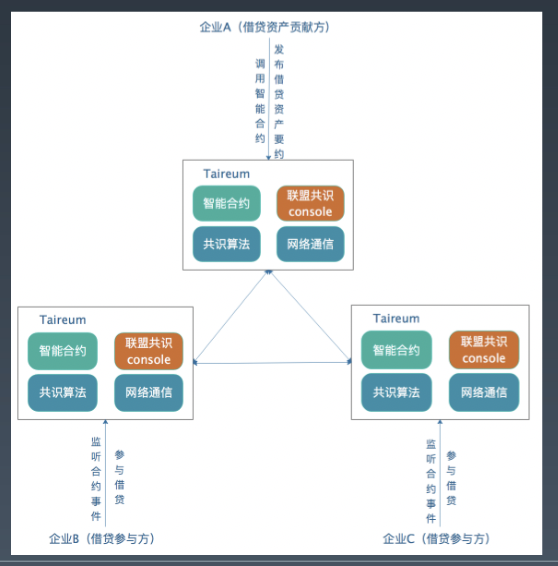 企业A（借贷资产贡献方）
调用智能合约
发布借贷资产要约
Taireum
智能合约
联盟共识
console
共识算法
网络通信
Taireum
智能合约
联盟共识
console
共识算法
网络通信
Taireum
智能合约
联盟共识
console
共识算法
网络通信
监听合约事件
参与借贷
监听合约事件
参与借贷
企业B（借贷参与方）
企业C（借贷参与方）